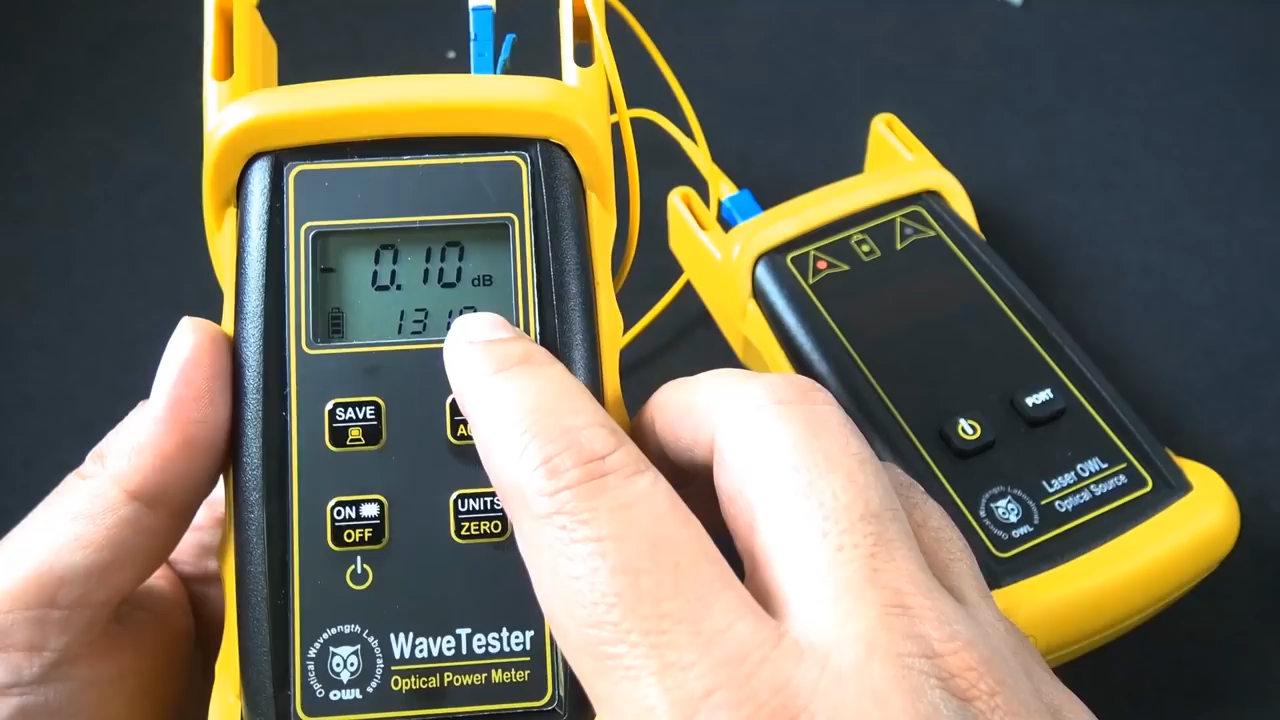 - 0.10 dB
SAVE
ON
OFF
UNITS
ZERO
WaveTester
Optical Power Meter
Optical Wavelength Laboratories
OWL
PORT
Laser OWL
Optical Source
Optical Wavelength Laboratories
OWL